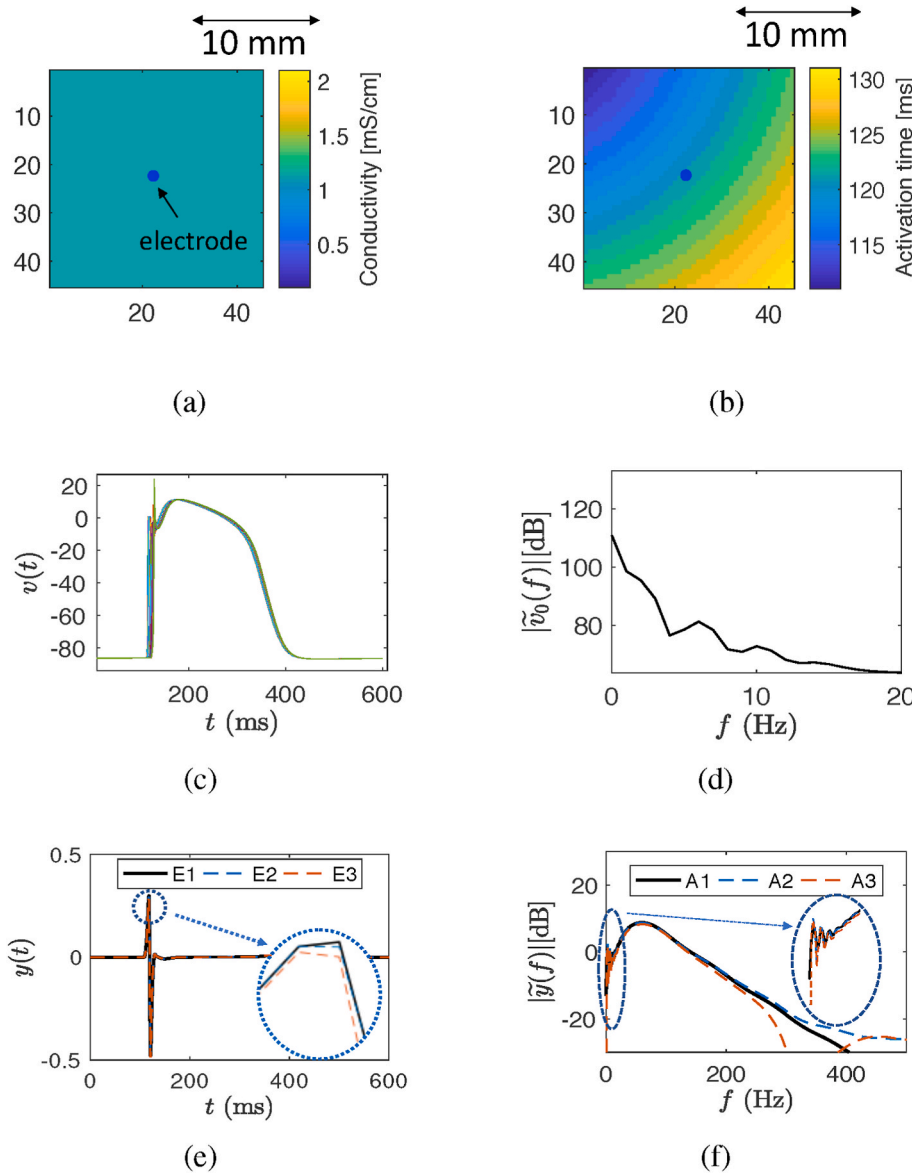 10 mm
10 mm
10
20
30
40
20
40
electrode
2
1.5
1
0.5
Conductivity [mS/cm]
10
20
30
40
20
40
130
125
120
115
Activation time [ms]
(a)
(b)
20
0
-20
-40
-60
-80
v(t)
200
400
600
t (ms)
120
100
80
|ṽ₀(f)|[dB]
0
10
20
f (Hz)
(c)
(d)
0.5
0
-0.5
y(t)
E1 E2 E3
0
200
400
600
t (ms)
20
0
-20
|ỹ(f)|[dB]
A1 A2 A3
0
200
400
f (Hz)
(e)
(f)